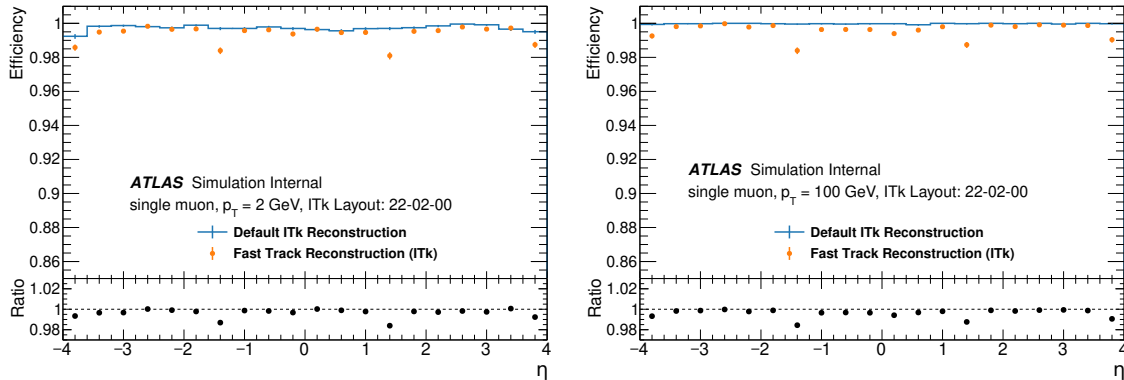 Efficiency
1
0.98
0.96
0.94
0.92
0.9
0.88
0.86
ATLAS Simulation Internal
single muon, p_T = 2 GeV, ITk Layout: 22-02-00
Default ITk Reconstruction
Fast Track Reconstruction (ITk)
Ratio
1.02
1
0.98
−4 −3 −2 −1 0 1 2 3 4
η
Efficiency
1
0.98
0.96
0.94
0.92
0.9
0.88
0.86
ATLAS Simulation Internal
single muon, p_T = 100 GeV, ITk Layout: 22-02-00
Default ITk Reconstruction
Fast Track Reconstruction (ITk)
Ratio
1.02
1
0.98
−4 −3 −2 −1 0 1 2 3 4
η